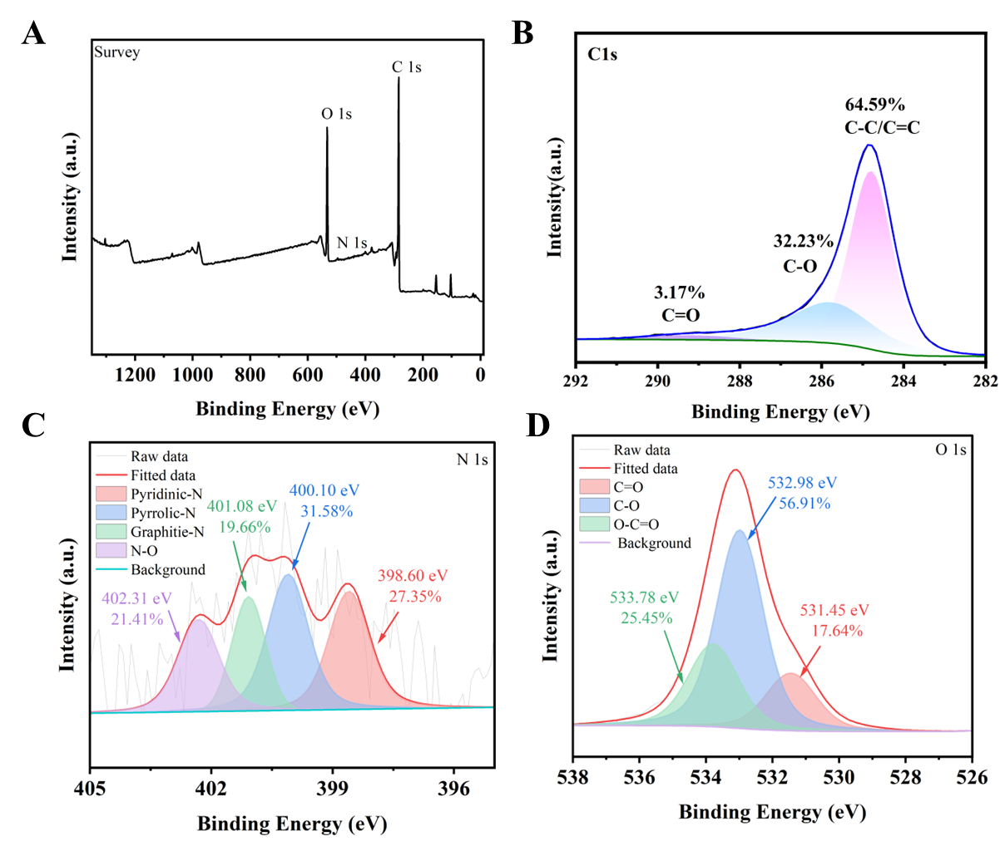 A
Survey
C 1s
O 1s
N 1s
Intensity (a.u.)
1200 1000 800 600 400 200 0
Binding Energy (eV)
B
C1s
64.59%
C-C/C=C
32.23%
C-O
3.17%
C=O
Intensity(a.u.)
292 290 288 286 284 282
Binding Energy (eV)
C
N 1s
Raw data
Fitted data
Pyridinic-N
Pyrrolic-N
Graphitie-N
N-O
Background
401.08 eV
19.66%
400.10 eV
31.58%
398.60 eV
27.35%
402.31 eV
21.41%
Intensity (a.u.)
405 402 399 396
Binding Energy (eV)
D
O 1s
Raw data
Fitted data
C=O
C-O
O-C=O
Background
532.98 eV
56.91%
533.78 eV
25.45%
531.45 eV
17.64%
Intensity (a.u.)
538 536 534 532 530 528 526
Binding Energy (eV)